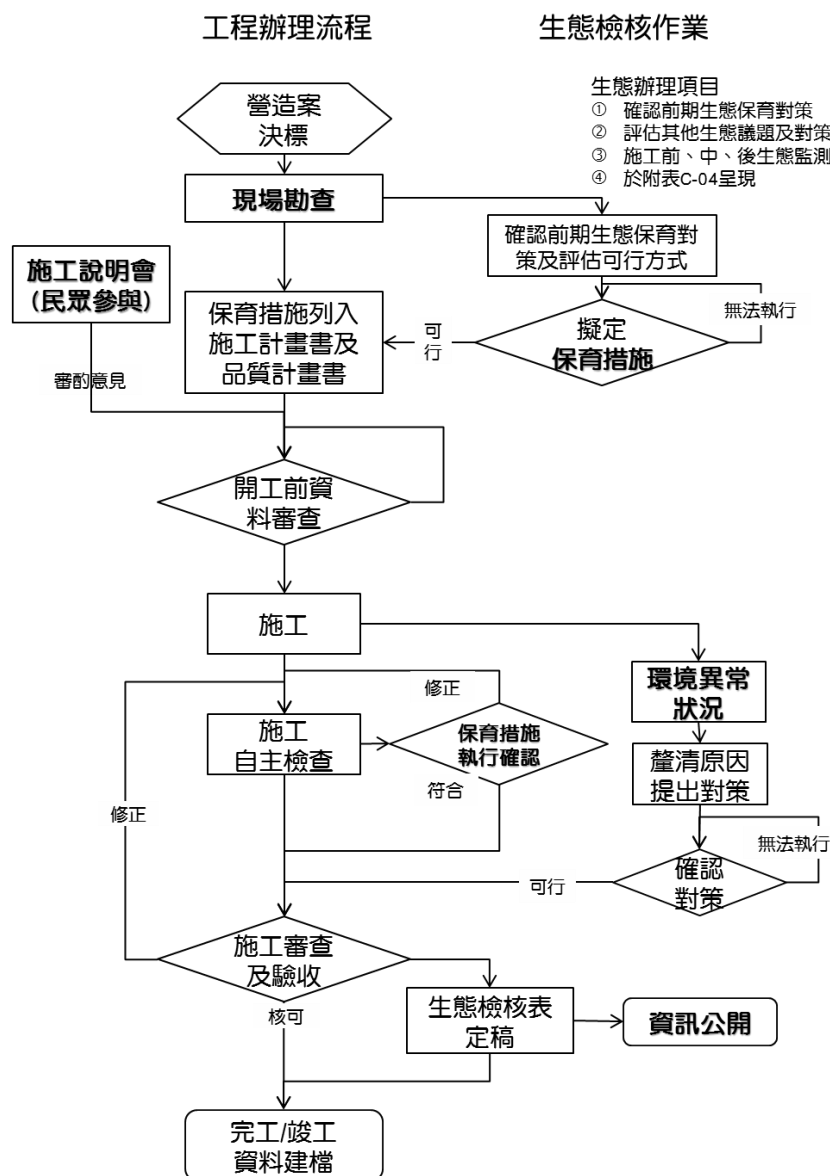 工程辦理流程
生態檢核作業
生態辦理項目
① 確認前期生態保育對策
② 評估其他生態議題及對策
③ 施工前、中、後生態監測
④ 於附表C-04呈現
營造案
決標
現場勘查
確認前期生態保育對
策及評估可行方式
施工說明會
(民眾參與)
保育措施列入
施工計畫書及
品質計畫書
可
行
擬定
保育措施
無法執行
審酌意見
開工前資
料審查
施工
環境異常
狀況
修正
施工
自主檢查
保育措施
執行確認
符合
釐清原因
提出對策
修正
無法執行
確認
對策
可行
施工審查
及驗收
核可
生態檢核表
定稿
資訊公開
完工/竣工
資料建檔